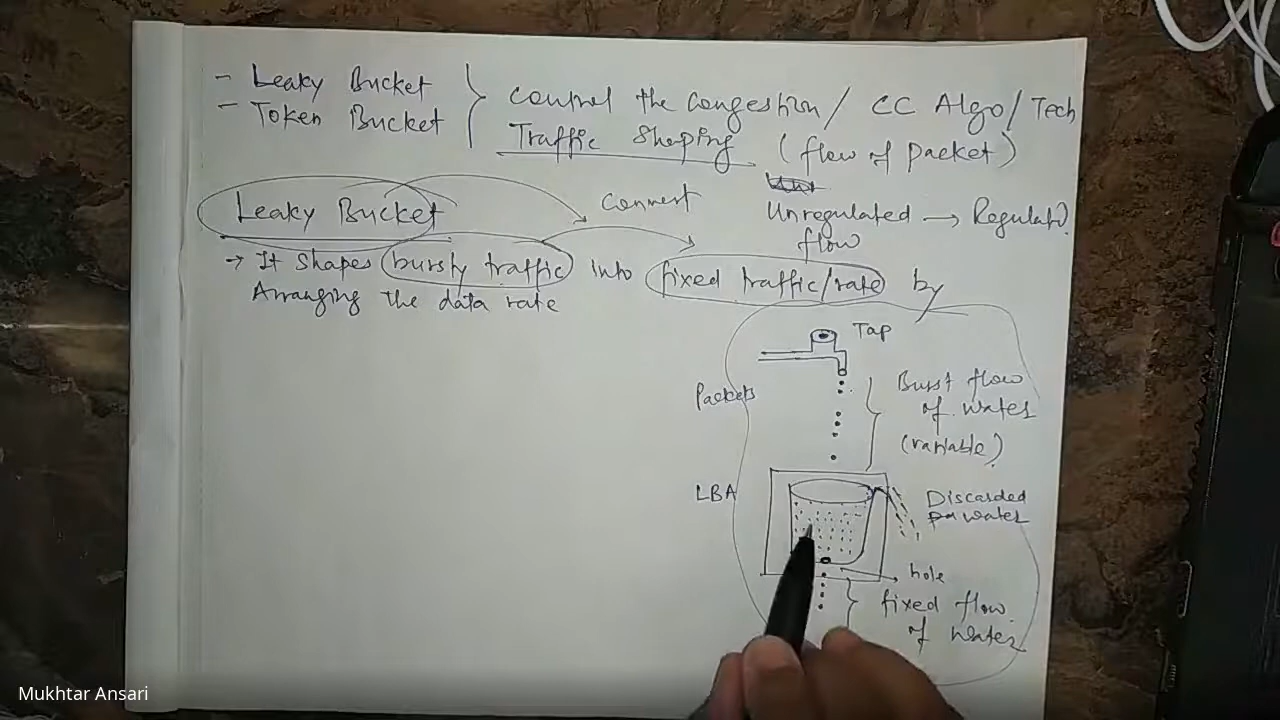 - Leaky Bucket
- Token Bucket
Control the Congestion / CC Algo / Tech
Traffic Shaping (flow of packet)
Leaky Bucket
Convert
Unregulated → Regulated
flow
→ It Shapes bursty traffic into fixed traffic/rate by
Arranging the data rate
Tap
Packets
Burst flow
of water
(variable)
LBA
Discarded
water
hole
fixed flow
of water
Mukhtar Ansari